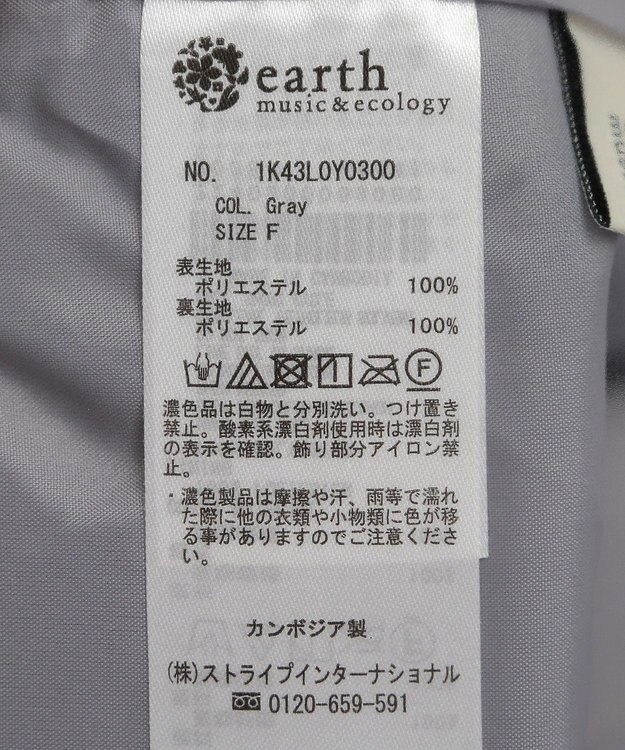 earth
music&ecology
NO. 1K43L0Y0300
COL. Gray
SIZE F
表生地
ポリエステル 100%
裏生地
ポリエステル 100%
F
濃色品は白物と分別洗い。つけ置き
禁止。酸素系漂白剤使用時は漂白剤
の表示を確認。飾り部分アイロン禁
止。
・濃色製品は摩擦や汗、雨等で濡れ
た際に他の衣類や小物類に色が移
る事がありますのでご注意くださ
い。
カンボジア製
(株)ストライプインターナショナル
0120-659-591